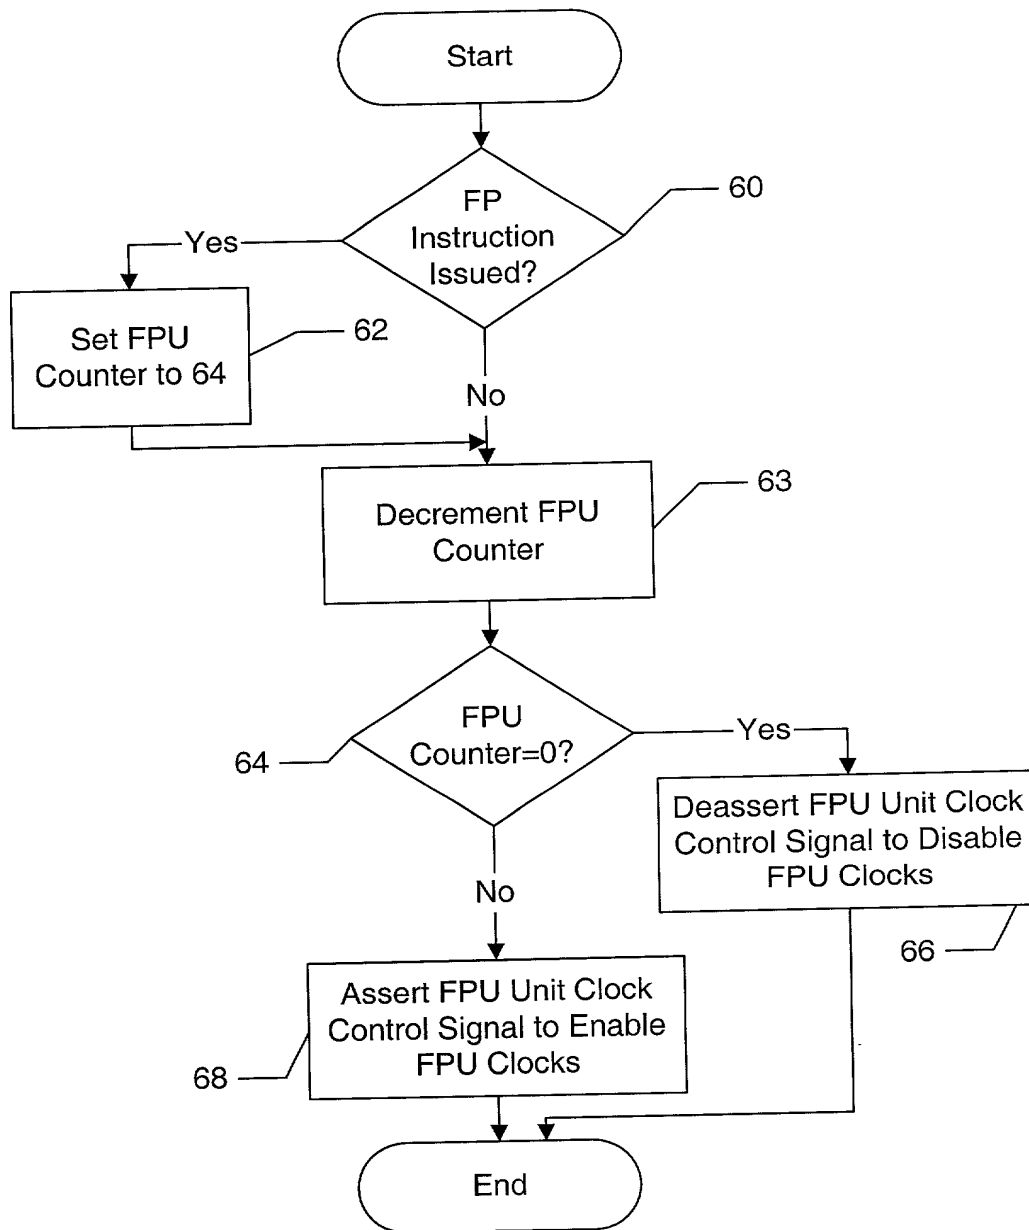 Start
FP
Instruction
Issued?
60
Yes
Set FPU
Counter to 64
62
No
Decrement FPU
Counter
63
FPU
Counter=0?
64
Yes
Deassert FPU Unit Clock
Control Signal to Disable
FPU Clocks
66
No
Assert FPU Unit Clock
Control Signal to Enable
FPU Clocks
68
End